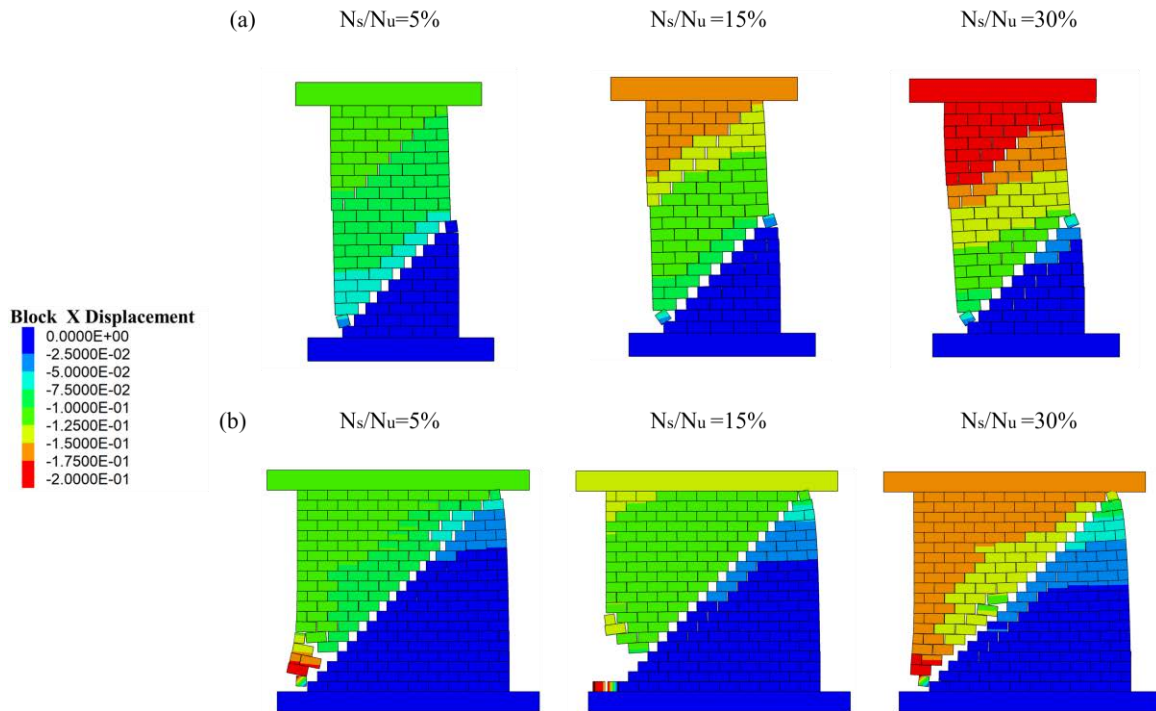 (a) Ns/Nu=5% Ns/Nu =15% Ns/Nu =30%
Block X Displacement
0.0000E+00
-2.5000E-02
-5.0000E-02
-7.5000E-02
-1.0000E-01
-1.2500E-01
-1.5000E-01
-1.7500E-01
-2.0000E-01
(b) Ns/Nu=5% Ns/Nu =15% Ns/Nu =30%